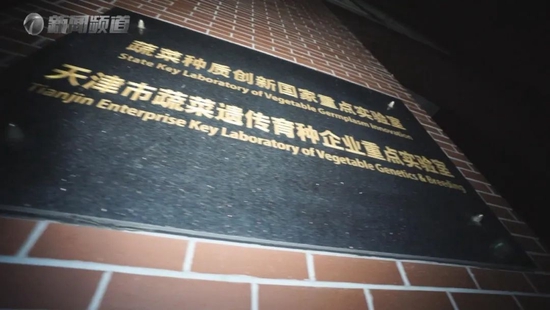 新闻频道
蔬菜种质创新国家重点实验室
State Key Laboratory of Vegetable Germplasm Innovation
天津市蔬菜遗传育种企业重点实验室
Tianjin Enterprise Key Laboratory of Vegetable Genetics & Breeding